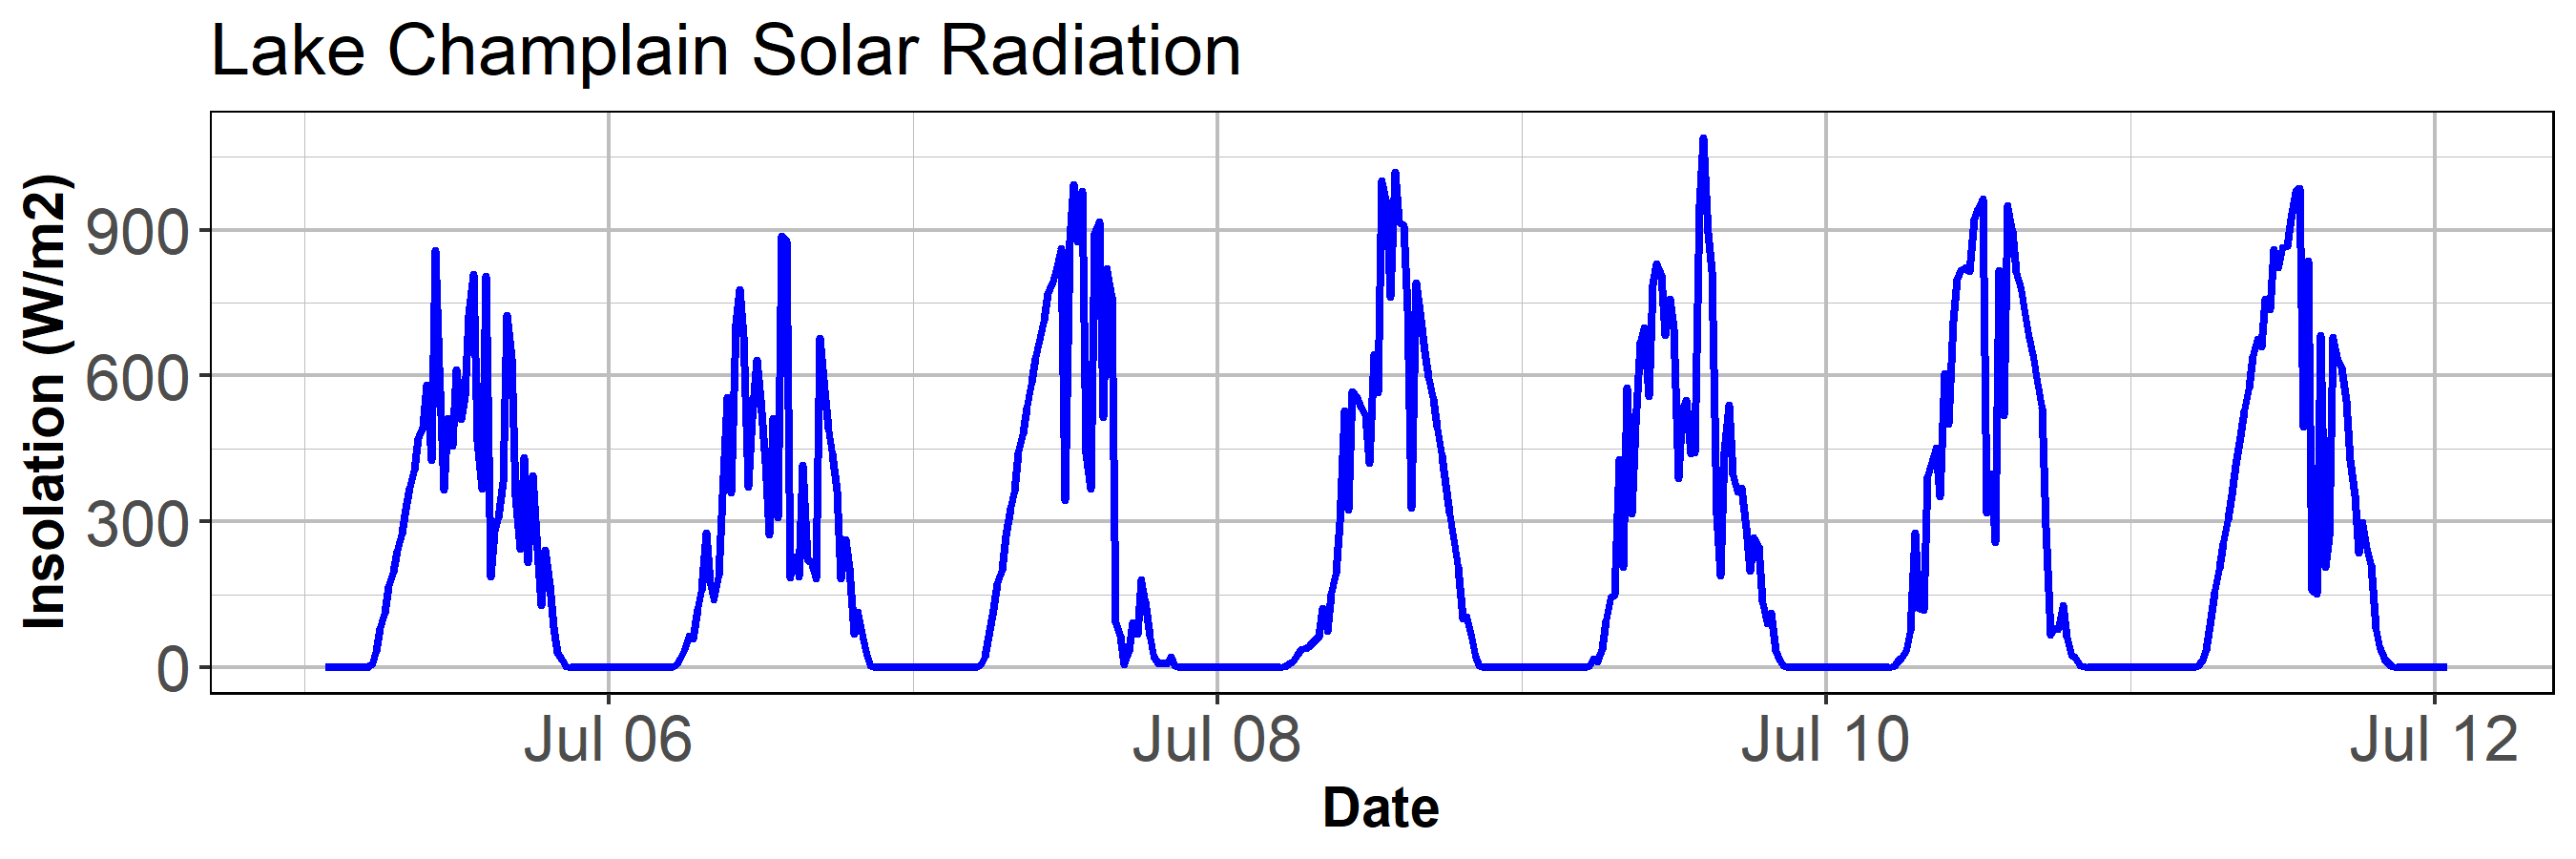 Lake Champlain Solar Radiation
Insolation (W/m2)
900
600
300
0
Jul 06
Jul 08
Jul 10
Jul 12
Date